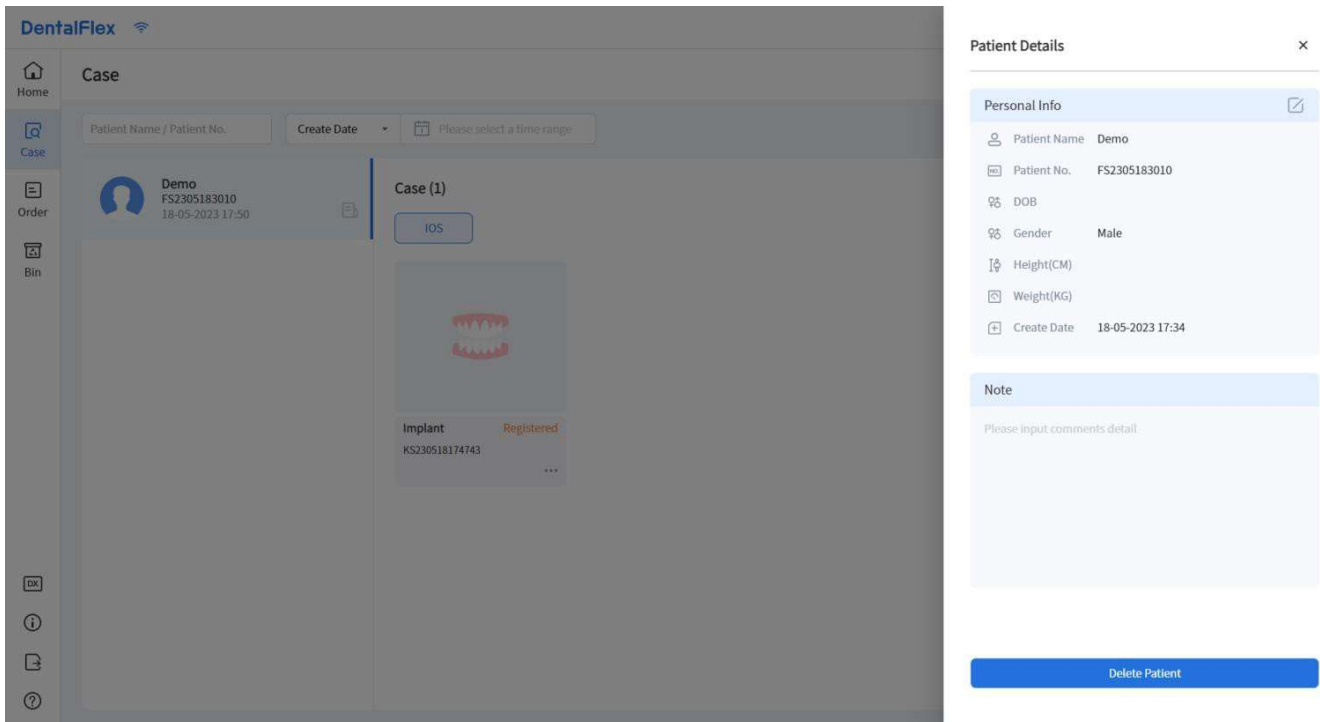 DentalFlex
Home
Case
Order
Bin
DX
Case
Patient Name / Patient No.
Create Date
Please select a time range
Demo
FS2305183010
18-05-2023 17:50
Case (1)
IOS
Implant Registered
KS230518174743
Patient Details
Personal Info
Patient Name Demo
NO. Patient No. FS2305183010
DOB
Gender Male
Height(CM)
Weight(KG)
Create Date 18-05-2023 17:34
Note
Please input comments detail
Delete Patient